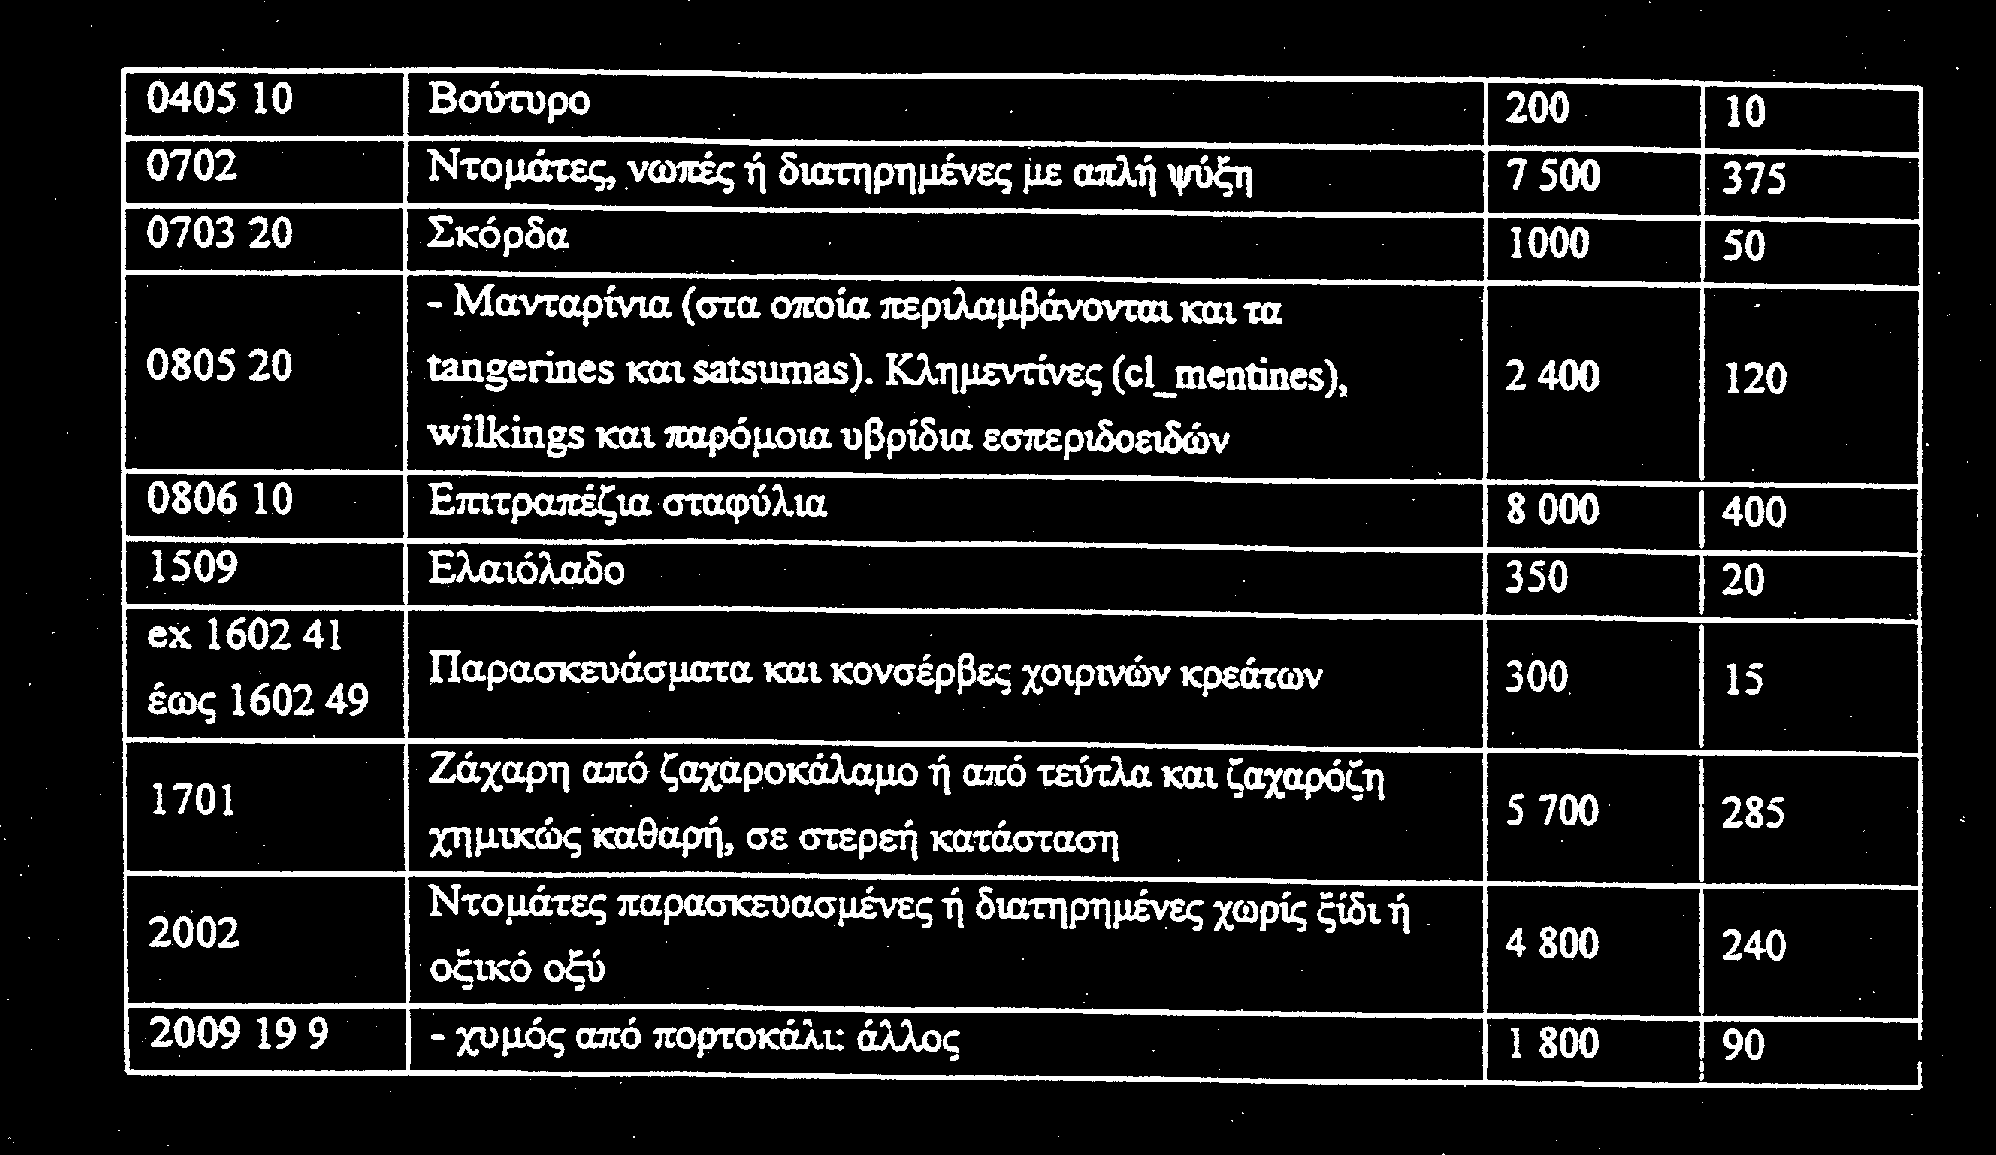 0405 10 Βούτυρο 200 10
0702 Ντομάτες, νωπές ή διατηρημένες με απλή ψύξη 7 500 375
0703 20 Σκόρδα 1000 50
- Μανταρίνια (στα οποία περιλαμβάνονται και τα
0805 20 tangerines και satsumas). Κλημεντίνες (cl_mentines), 2 400 120
wilkings και παρόμοια υβρίδια εσπεριδοειδών
0806 10 Επιτραπέζια σταφύλια 8 000 400
1509 Ελαιόλαδο 350 20
ex 1602 41
έως 1602 49 Παρασκευάσματα και κονσέρβες χοιρινών κρεάτων 300 15
Ζάχαρη από ζαχαροκάλαμο ή από τεύτλα και ζαχαρόζη
1701 5 700 285
χημικώς καθαρή, σε στερεή κατάσταση
Ντομάτες παρασκευασμένες ή διατηρημένες χωρίς ξίδι ή
2002 4 800 240
οξικό οξύ
2009 19 9 - χυμός από πορτοκάλι: άλλος 1 800 90